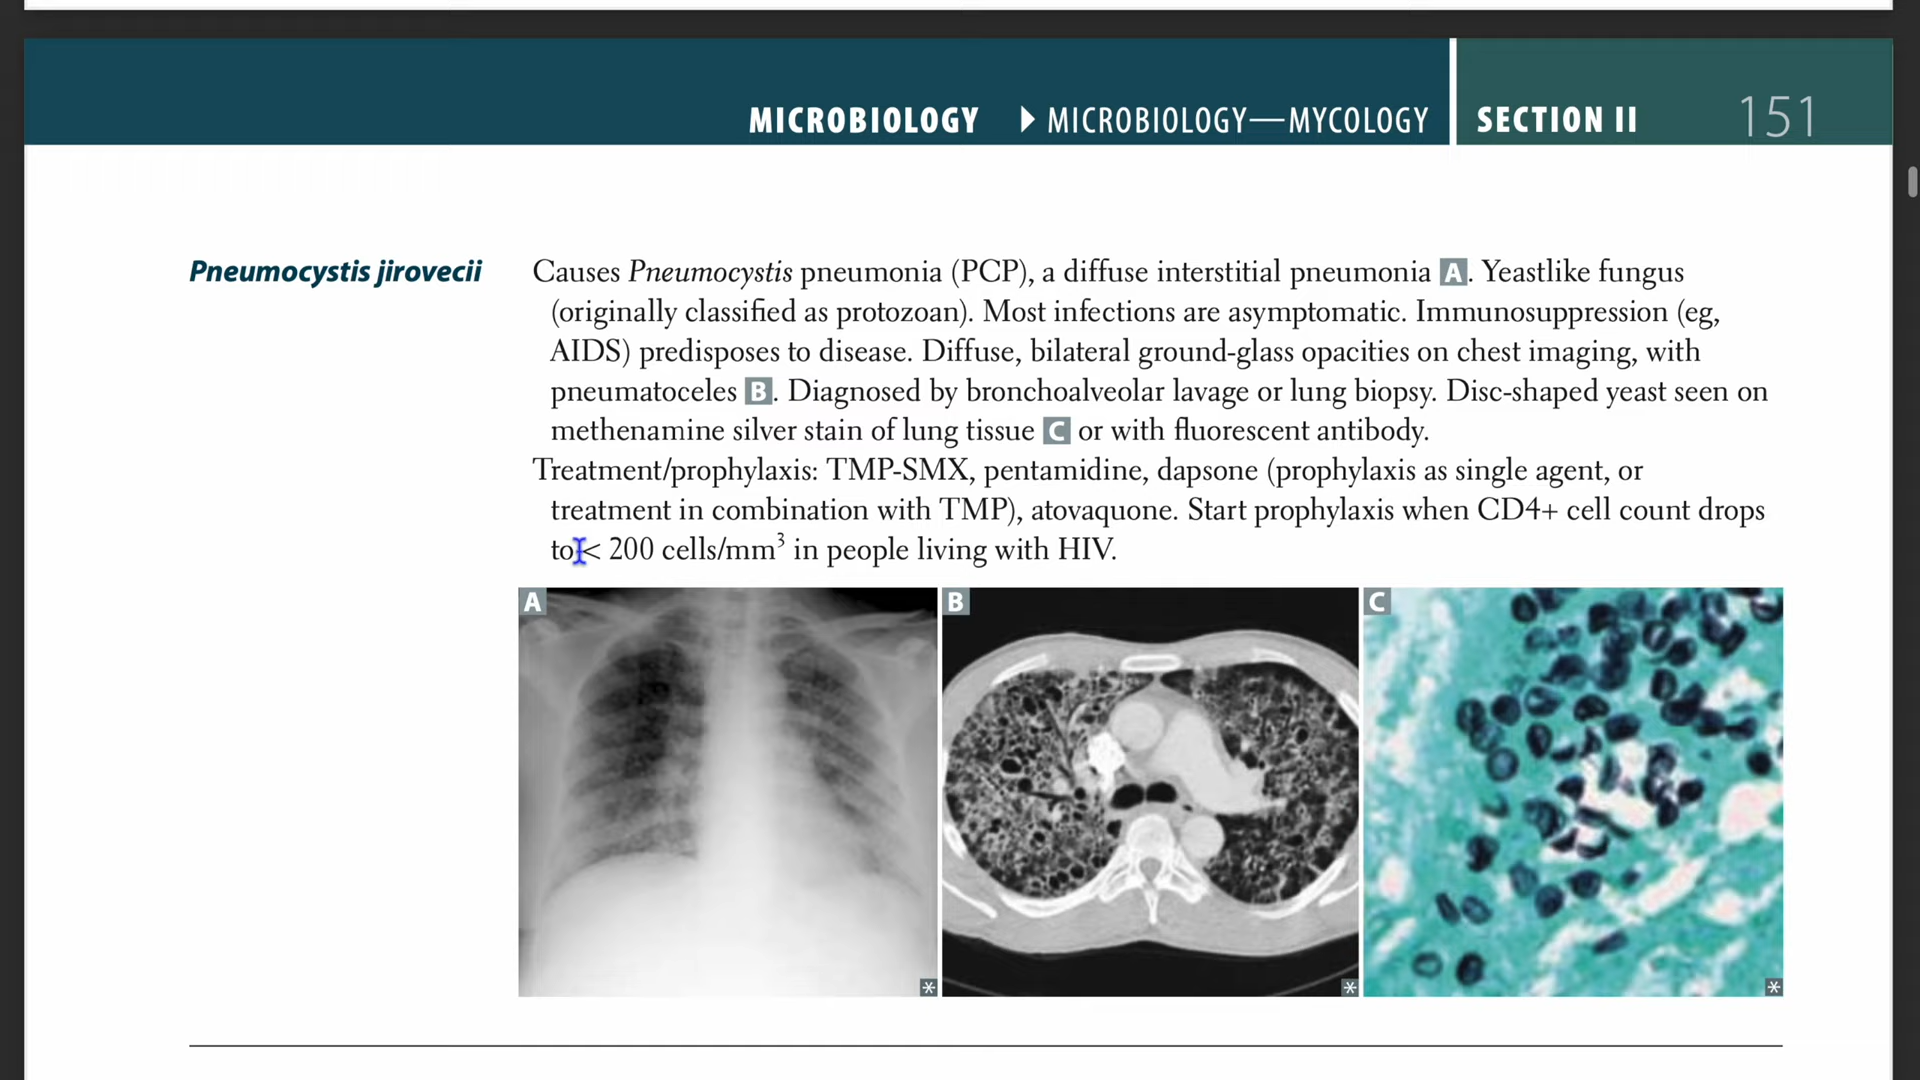 MICROBIOLOGY ▶ MICROBIOLOGY—MYCOLOGY SECTION II 151
Pneumocystis jirovecii
Causes Pneumocystis pneumonia (PCP), a diffuse interstitial pneumonia A. Yeastlike fungus
(originally classified as protozoan). Most infections are asymptomatic. Immunosuppression (eg,
AIDS) predisposes to disease. Diffuse, bilateral ground-glass opacities on chest imaging, with
pneumatoceles B. Diagnosed by bronchoalveolar lavage or lung biopsy. Disc-shaped yeast seen on
methenamine silver stain of lung tissue C or with fluorescent antibody.
Treatment/prophylaxis: TMP-SMX, pentamidine, dapsone (prophylaxis as single agent, or
treatment in combination with TMP), atovaquone. Start prophylaxis when CD4+ cell count drops
to < 200 cells/mm³ in people living with HIV.
A B C
* * *